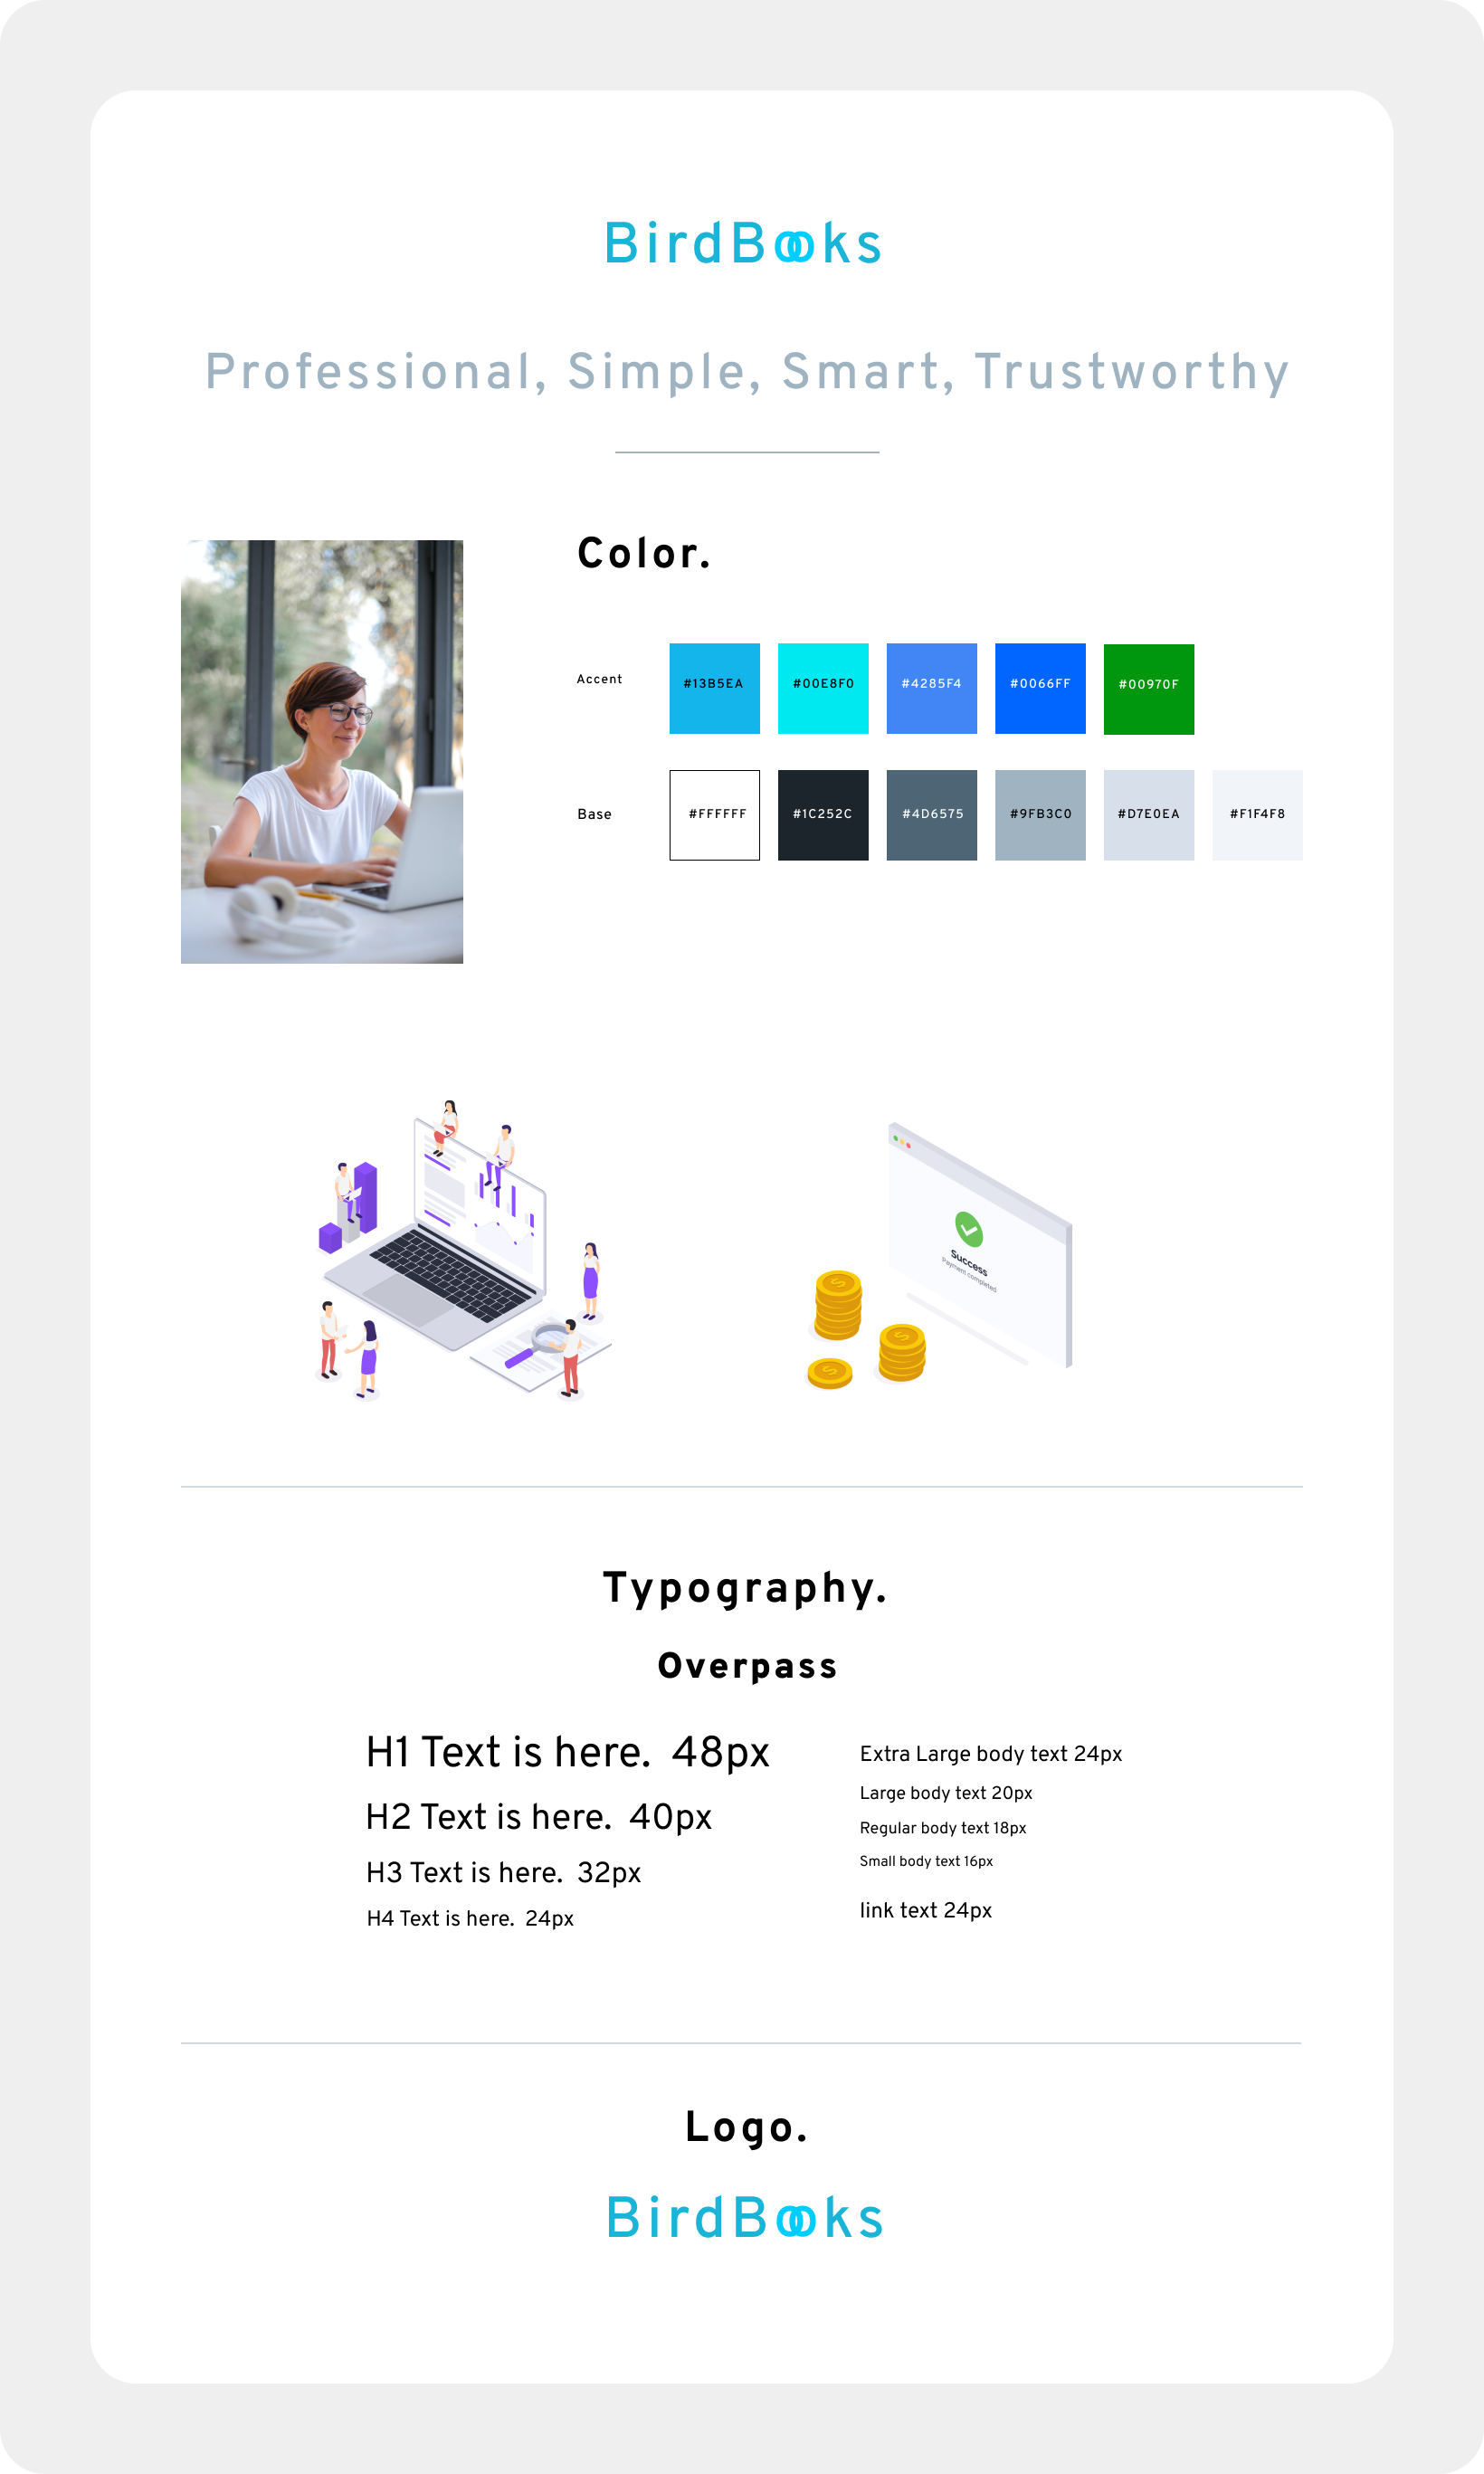 BirdBooks
Professional, Simple, Smart, Trustworthy
Color.
Accent
#13B5EA
#00E8F0
#4285F4
#0066FF
#00970F
Base
#FFFFFF
#1C252C
#4D6575
#9FB3C0
#D7E0EA
#F1F4F8
Success
Payment completed
Typography.
Overpass
H1 Text is here.  48px
H2 Text is here.  40px
H3 Text is here.  32px
H4 Text is here.  24px
Extra Large body text 24px
Large body text 20px
Regular body text 18px
Small body text 16px
link text 24px
Logo.
BirdBooks